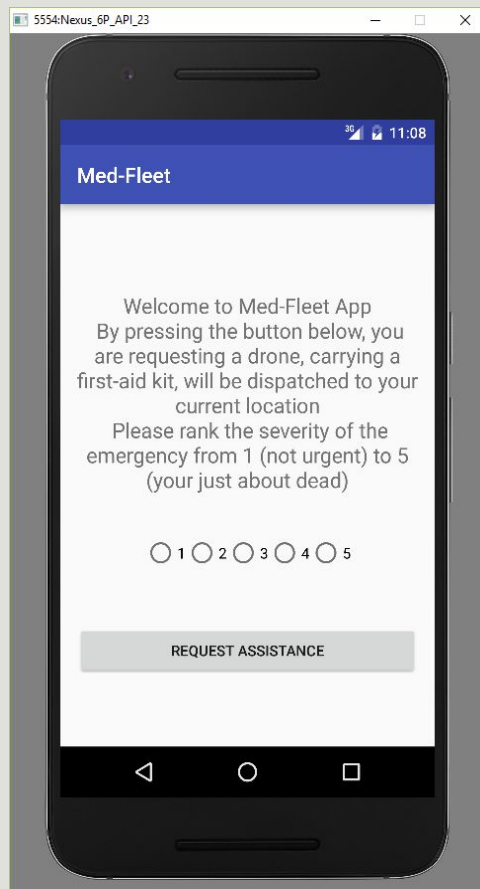 5554:Nexus_6P_API_23
3G 11:08
Med-Fleet
Welcome to Med-Fleet App
By pressing the button below, you
are requesting a drone, carrying a
first-aid kit, will be dispatched to your
current location
Please rank the severity of the
emergency from 1 (not urgent) to 5
(your just about dead)
1 2 3 4 5
REQUEST ASSISTANCE